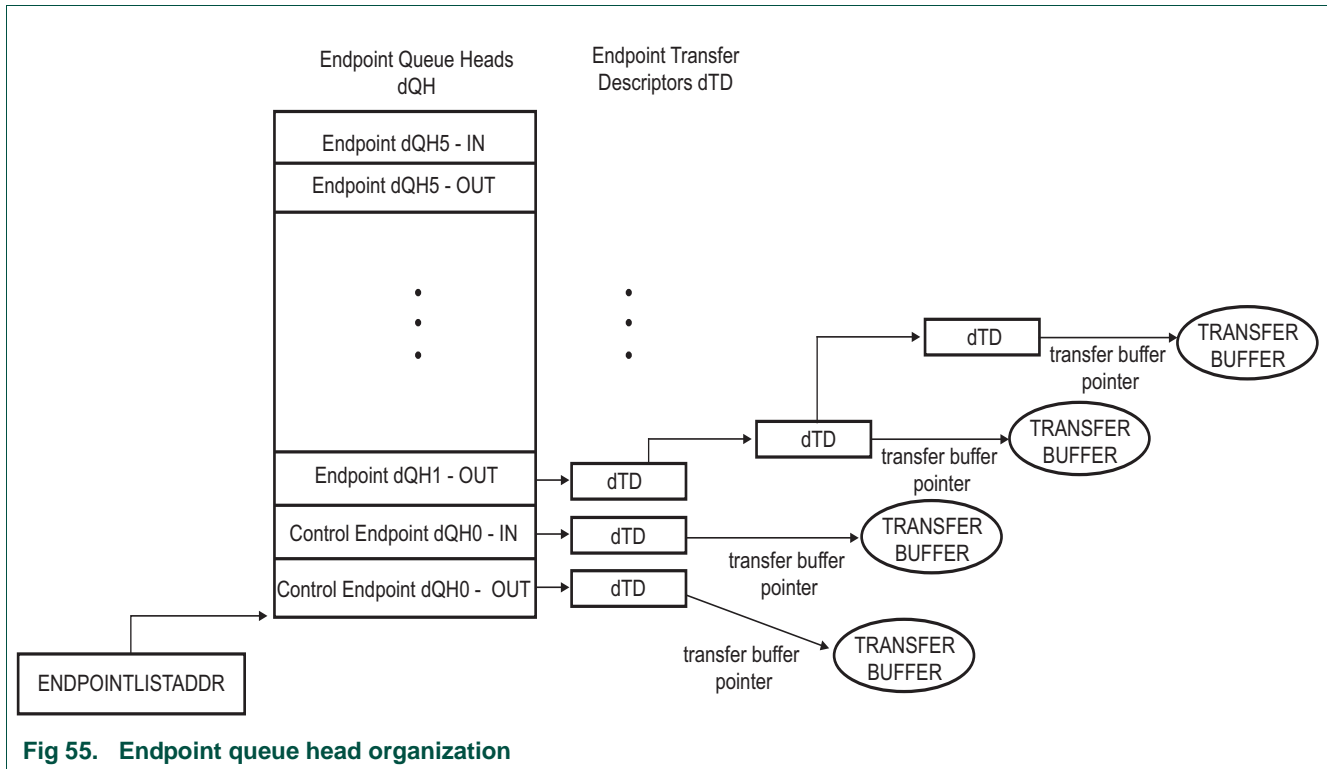 Endpoint Queue Heads
dQH
Endpoint Transfer
Descriptors dTD
Endpoint dQH5 - IN
Endpoint dQH5 - OUT
dTD
transfer buffer
pointer
TRANSFER
BUFFER
dTD
transfer buffer
pointer
TRANSFER
BUFFER
Endpoint dQH1 - OUT
dTD
Control Endpoint dQH0 - IN
dTD
transfer buffer
pointer
TRANSFER
BUFFER
Control Endpoint dQH0 - OUT
dTD
transfer buffer
pointer
TRANSFER
BUFFER
ENDPOINTLISTADDR
Fig 55. Endpoint queue head organization